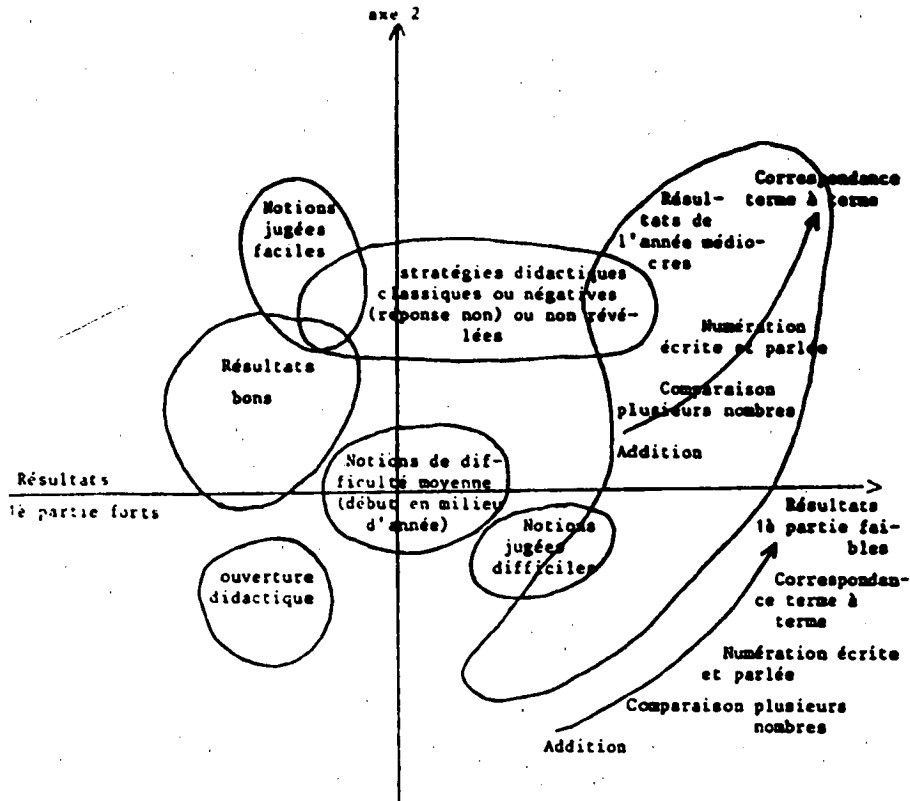 axe 2
Notions
jugées
faciles
Résul-
tats de
l'année médio-
cres
Correspondance
terme à terme
stratégies didactiques
classiques ou négatives
(reponse non) ou non révé-
lées
Numération
écrite et parlée
Résultats
bons
Comparaison
plusieurs nombres
Addition
Notions de dif-
ficulté moyenne
(début en milieu
d'année)
Résultats
1è partie forts
Résultats
1à partie fai-
bles
Notions
jugées
difficiles
ouverture
didactique
Correspondan-
ce terme à
terme
Numération écrite
et parlée
Comparaison plusieurs
nombres
Addition